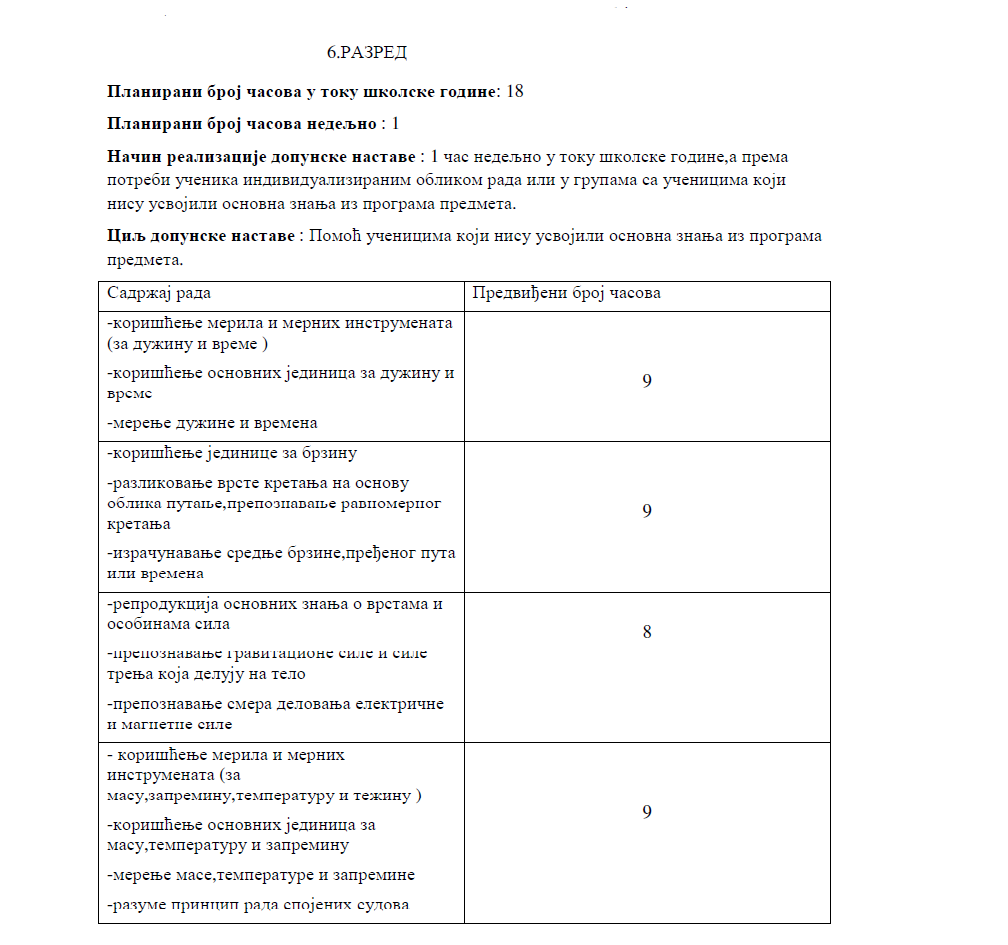 6.РАЗРЕД
Планирани број часова у току школске године: 18
Планирани број часова недељно : 1
Начин реализације допунске наставе : 1 час недељно у току школске године,а према
потреби ученика индивидуализираним обликом рада или у групама са ученицима који
нису усвојили основна знања из програма предмета.
Циљ допунске наставе : Помоћ ученицима који нису усвојили основна знања из програма
предмета.
Садржај рада
Предвиђени број часова
-коришћење мерила и мерних инструмената
(за дужину и време )
-коришћење основних јединица за дужину и
време
-мерење дужине и времена
9
-коришћење јединице за брзину
-разликовање врсте кретања на основу
облика путање,препознавање равномерног
кретања
-израчунавање средње брзине,пређеног пута
или времена
9
-репродукција основних знања о врстама и
особинама сила
-препознавање гравитационе силе и силе
трења која делују на тело
-препознавање смера деловања електричне
и магнетне силе
8
- коришћење мерила и мерних
инструмената (за
масу,запремину,температуру и тежину )
-коришћење основних јединица за
масу,температуру и запремину
-мерење масе,температуре и запремине
-разуме принцип рада спојених судова
9